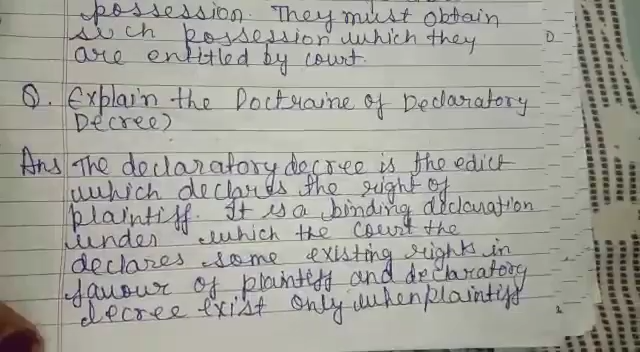 possession. They must obtain
such possession which they
are entitled by court.
Q. Explain the Doctraine of Declaratory
Decree?
Ans The declaratory decree is the edict
which declares the right of
plaintiff. It is a binding declaration
under which the court the
declares some existing rights in
favour of plaintiff and declaratory
decree exist only when plaintiff